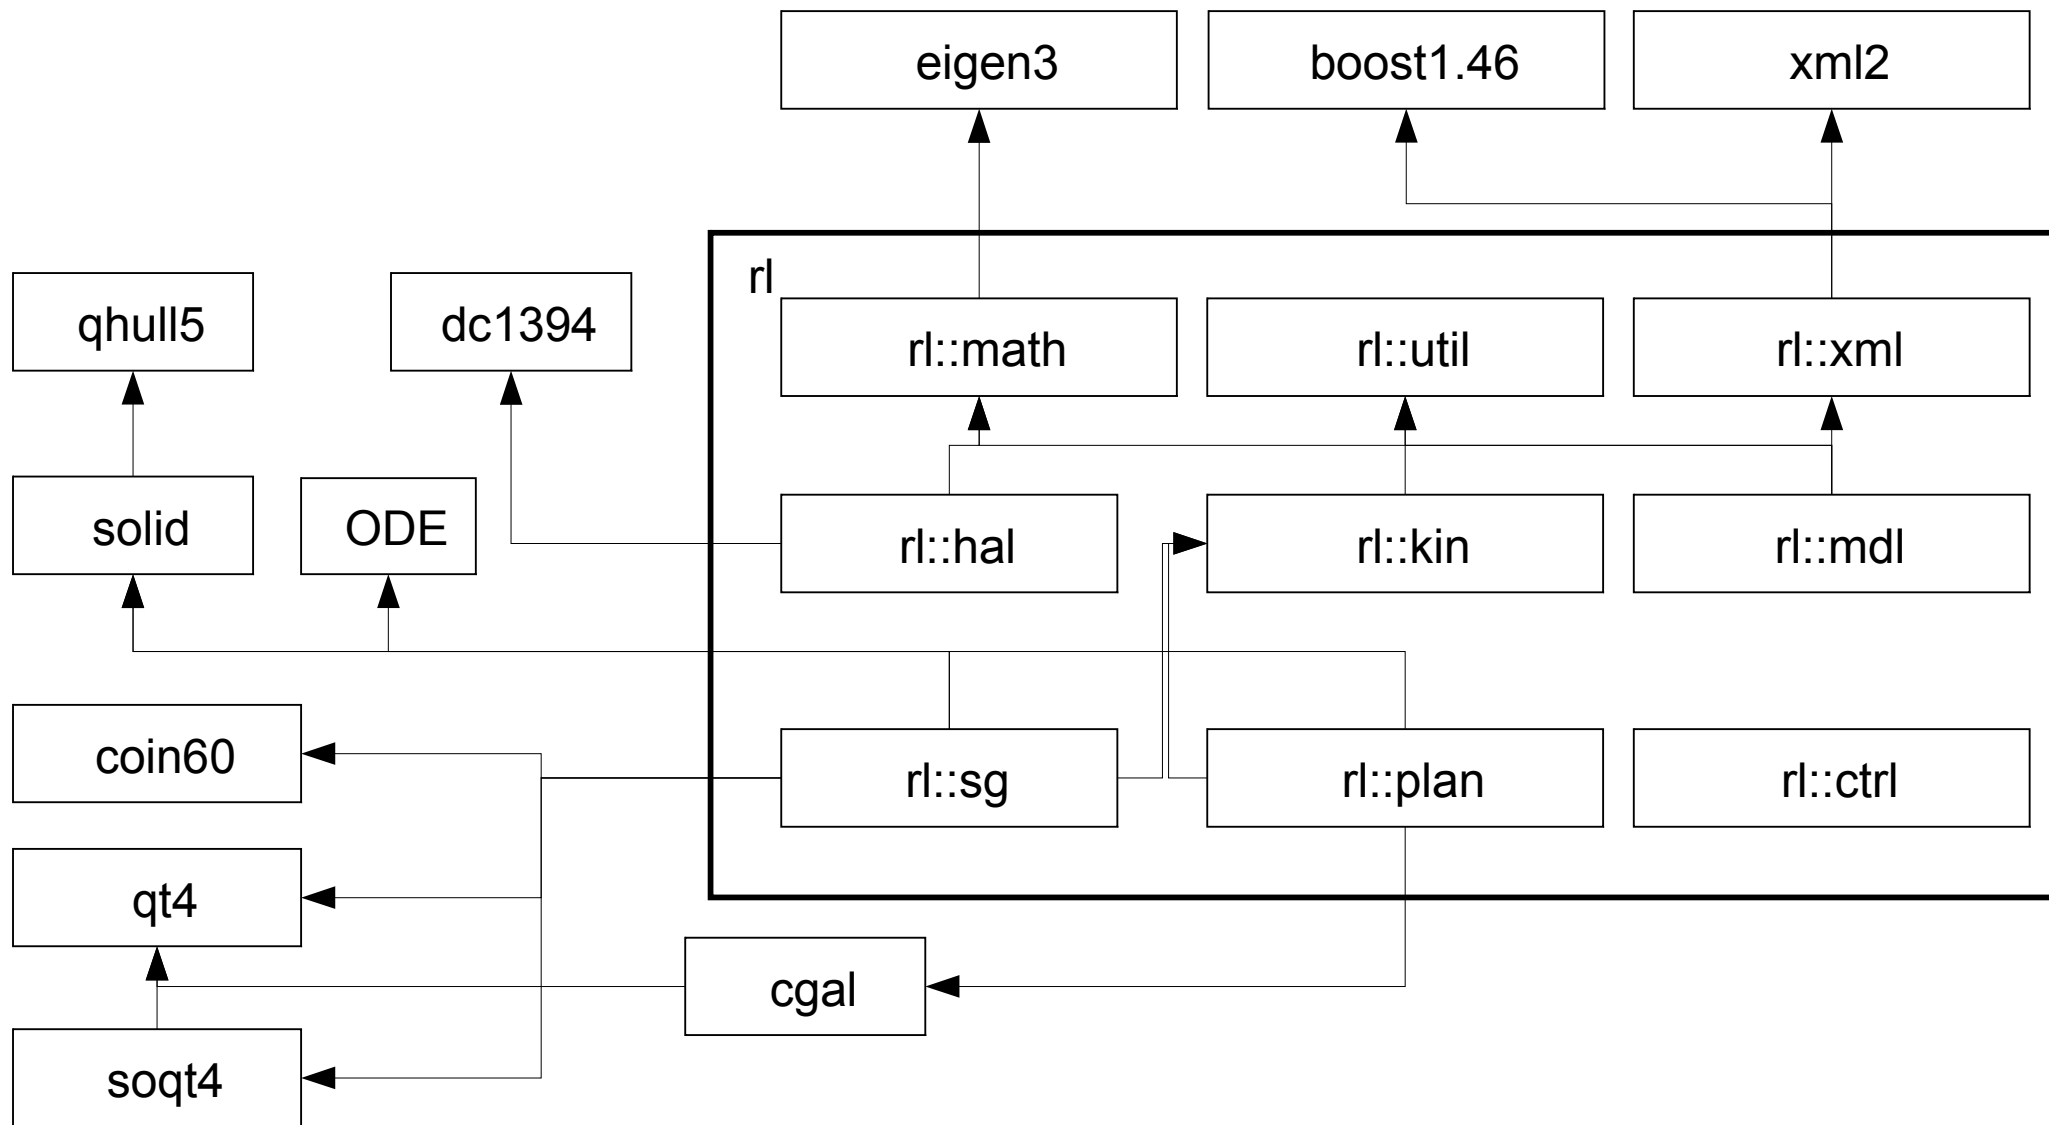 eigen3
boost1.46
xml2
rl
qhull5
dc1394
rl::math
rl::util
rl::xml
solid
ODE
rl::hal
rl::kin
rl::mdl
coin60
rl::sg
rl::plan
rl::ctrl
qt4
cgal
soqt4